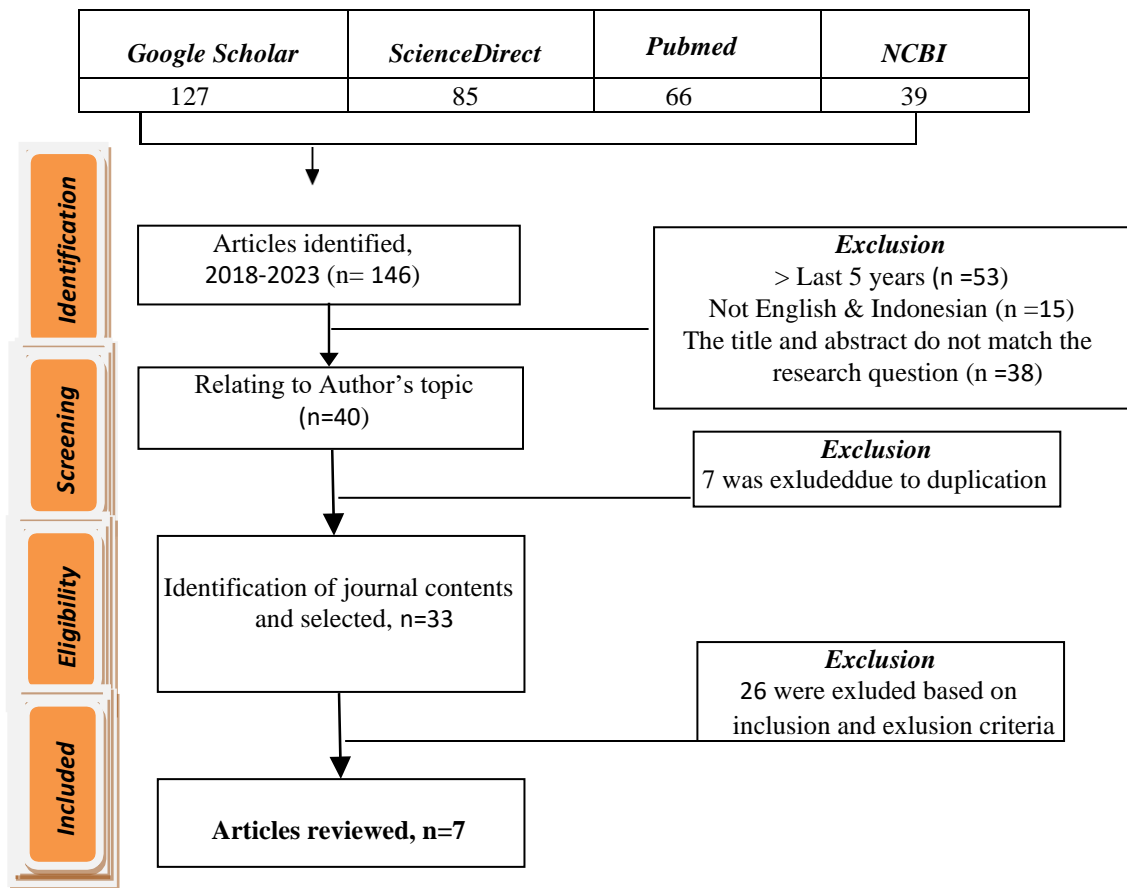 Google Scholar ScienceDirect Pubmed NCBI
127 85 66 39
Identification
Articles identified,
2018-2023 (n= 146)
Exclusion
> Last 5 years (n =53)
Not English & Indonesian (n =15)
The title and abstract do not match the
research question (n =38)
Screening
Relating to Author's topic
(n=40)
Exclusion
7 was exludeddue to duplication
Eligibility
Identification of journal contents
and selected, n=33
Exclusion
26 were exluded based on
inclusion and exlusion criteria
Included
Articles reviewed, n=7